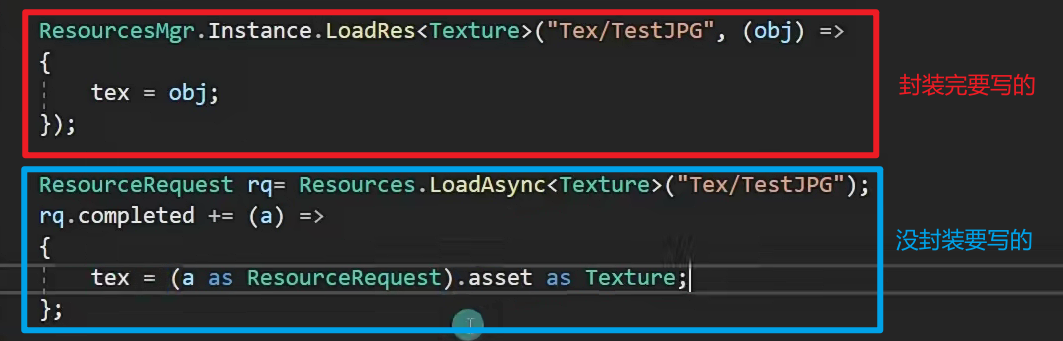 ResourcesMgr.Instance.LoadRes<Texture>("Tex/TestJPG", (obj) =>
{
tex = obj;
});
封装完要写的
ResourceRequest rq= Resources.LoadAsync<Texture>("Tex/TestJPG");
rq.completed += (a) =>
{
tex = (a as ResourceRequest).asset as Texture;
};
没封装要写的